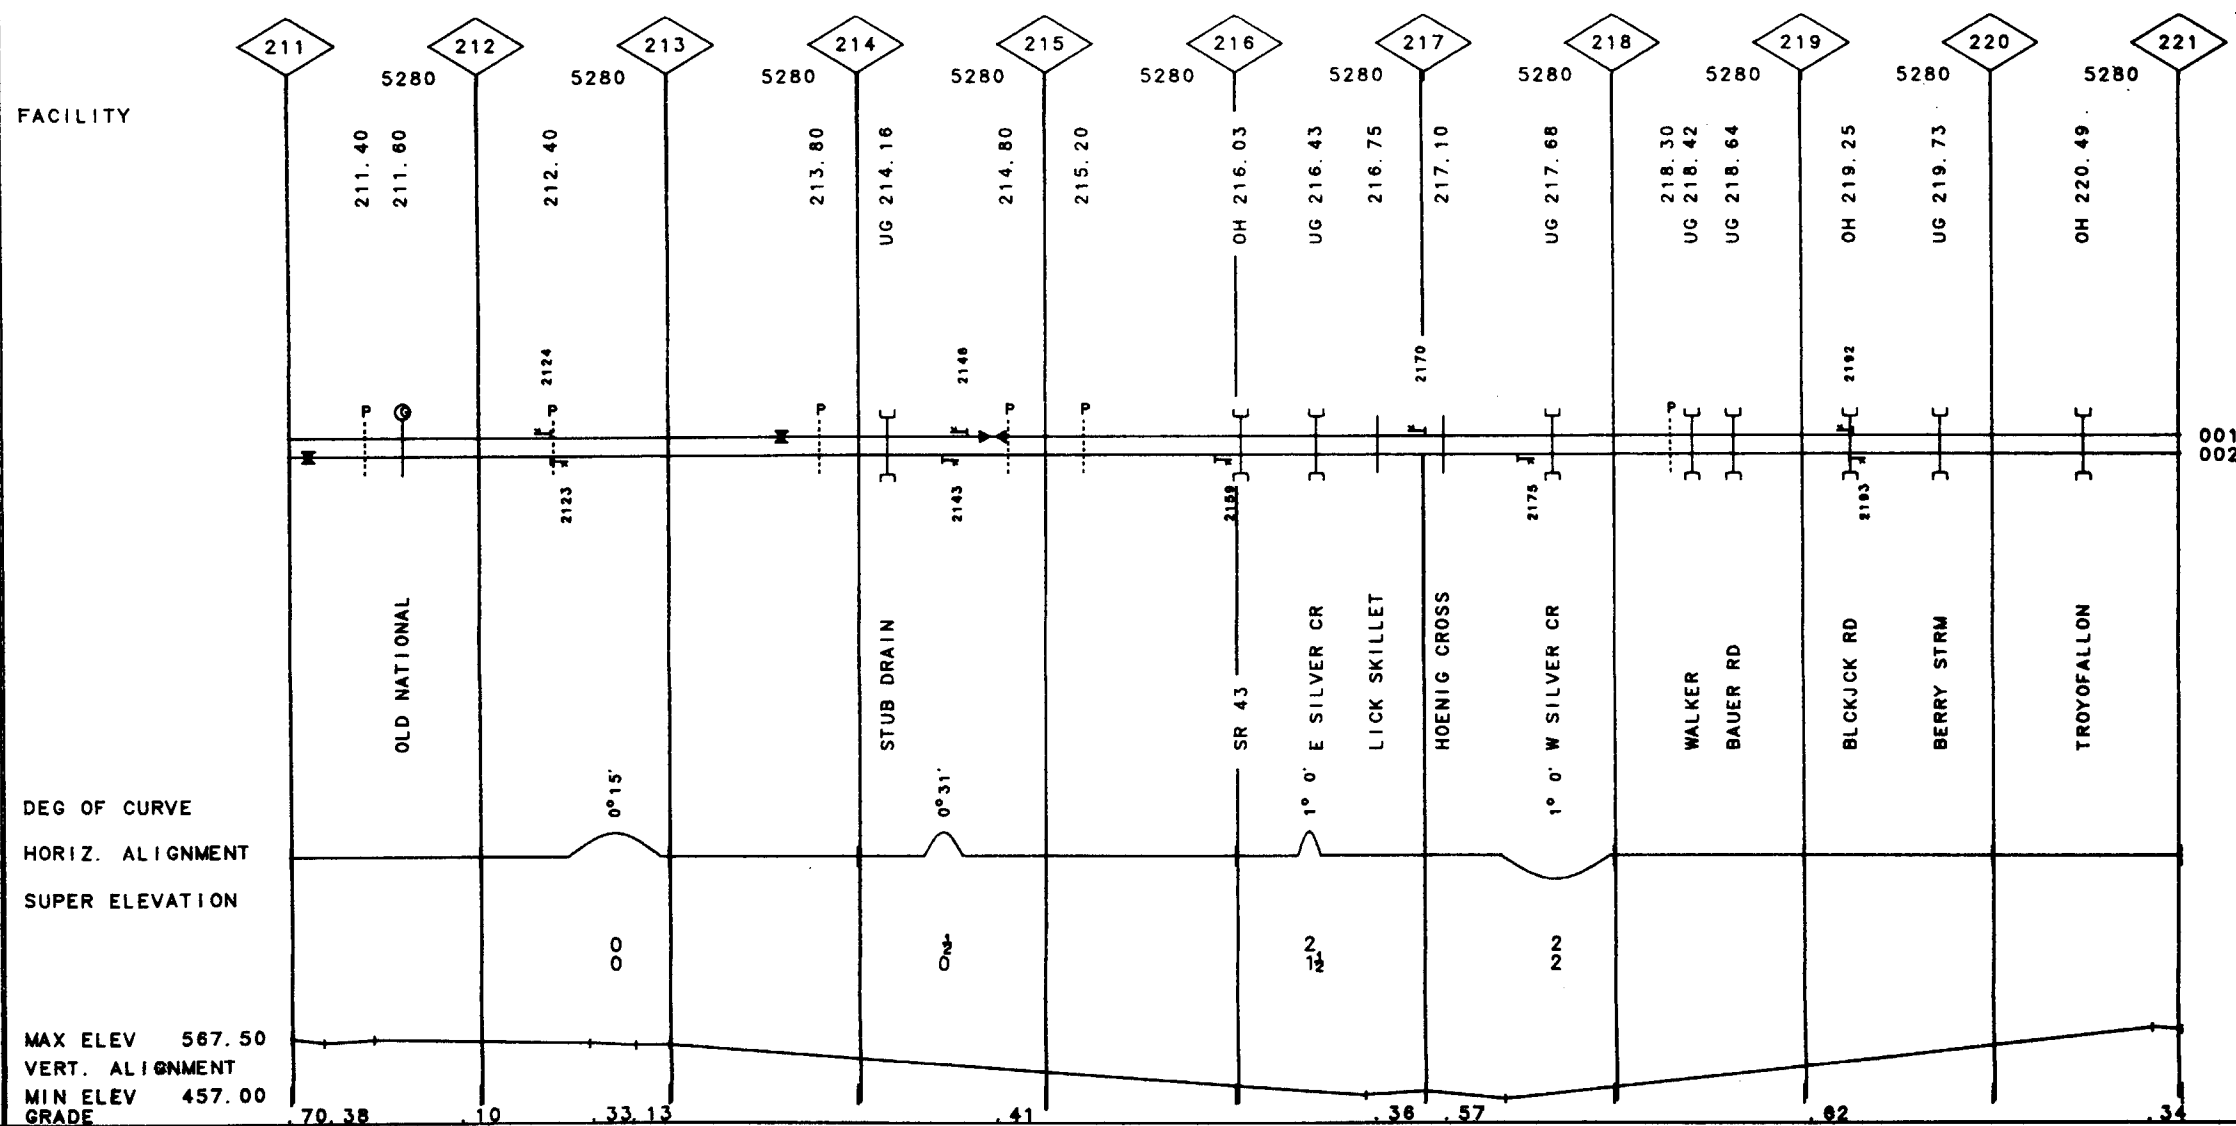 211 212 213 214 215 216 217 218 219 220 221
5280 5280 5280 5280 5280 5280 5280 5280 5280 5280
FACILITY
211.40 211.60 212.40 213.80 UG 214.16 214.80 215.20 OH 216.03 UG 216.43 216.75 217.10 UG 217.68 218.30 UG 218.42 UG 218.64 OH 219.25 UG 219.73 OH 220.49
2124 2146 2170 2192
P G P P P P P
001
002
2123 2143 2159 2175 2193
OLD NATIONAL
STUB DRAIN
SR 43
E SILVER CR
LICK SKILLET
HOENIG CROSS
W SILVER CR
WALKER
BAUER RD
BLCKJCK RD
BERRY STRM
TROYOFALLON
DEG OF CURVE 0°15' 0°31' 1° 0' 1° 0'
HORIZ. ALIGNMENT
SUPER ELEVATION
0 2 2
0 0 1½ 2
MAX ELEV 567.50
VERT. ALIGNMENT
MIN ELEV 457.00
GRADE .70 .38 .10 .33 .13 .41 .36 .57 .62 .34